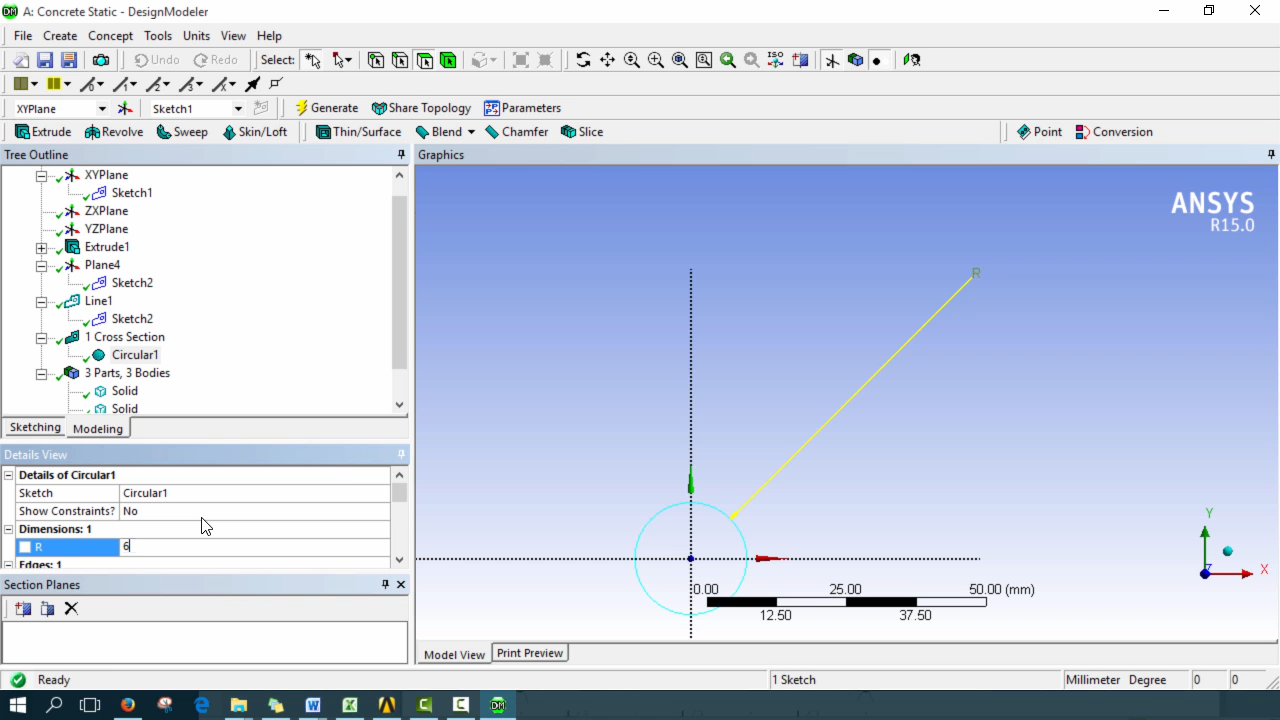 A: Concrete Static - DesignModeler
File Create Concept Tools Units View Help
Undo Redo Select: ISO
XYPlane Sketch1 Generate Share Topology Parameters
Extrude Revolve Sweep Skin/Loft Thin/Surface Blend Chamfer Slice Point Conversion
Tree Outline
XYPlane
Sketch1
ZXPlane
YZPlane
Extrude1
Plane4
Sketch2
Line1
Sketch2
1 Cross Section
Circular1
3 Parts, 3 Bodies
Solid
Solid
Sketching Modeling
Details View
Details of Circular1
Sketch Circular1
Show Constraints? No
Dimensions: 1
R 6
Edges: 1
Section Planes
Graphics
ANSYS
R15.0
R
Y
X
Z
0.00 25.00 50.00 (mm)
12.50 37.50
Model View Print Preview
Ready 1 Sketch Millimeter Degree 0 0